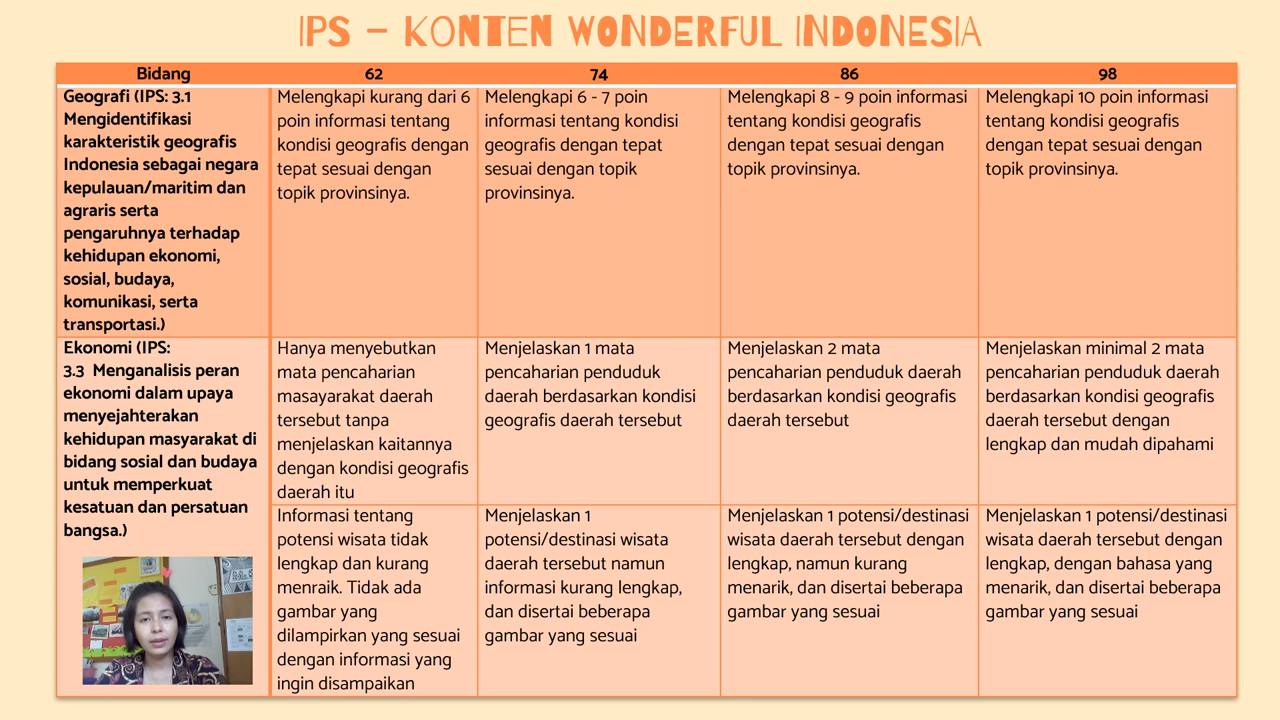 IPS – KONTEN WONDERFUL INDONESIA
Bidang
62
74
86
98
Geografi (IPS: 3.1
Mengidentifikasi
karakteristik geografis
Indonesia sebagai negara
kepulauan/maritim dan
agraris serta
pengaruhnya terhadap
kehidupan ekonomi,
sosial, budaya,
komunikasi, serta
transportasi.)
Melengkapi kurang dari 6
poin informasi tentang
kondisi geografis dengan
tepat sesuai dengan
topik provinsinya.
Melengkapi 6 - 7 poin
informasi tentang kondisi
geografis dengan tepat
sesuai dengan topik
provinsinya.
Melengkapi 8 - 9 poin informasi
tentang kondisi geografis
dengan tepat sesuai dengan
topik provinsinya.
Melengkapi 10 poin informasi
tentang kondisi geografis
dengan tepat sesuai dengan
topik provinsinya.
Ekonomi (IPS:
3.3 Menganalisis peran
ekonomi dalam upaya
menyejahterakan
kehidupan masyarakat di
bidang sosial dan budaya
untuk memperkuat
kesatuan dan persatuan
bangsa.)
Hanya menyebutkan
mata pencaharian
masayarakat daerah
tersebut tanpa
menjelaskan kaitannya
dengan kondisi geografis
daerah itu
Menjelaskan 1 mata
pencaharian penduduk
daerah berdasarkan kondisi
geografis daerah tersebut
Menjelaskan 2 mata
pencaharian penduduk daerah
berdasarkan kondisi geografis
daerah tersebut
Menjelaskan minimal 2 mata
pencaharian penduduk daerah
berdasarkan kondisi geografis
daerah tersebut dengan
lengkap dan mudah dipahami
Informasi tentang
potensi wisata tidak
lengkap dan kurang
menraik. Tidak ada
gambar yang
dilampirkan yang sesuai
dengan informasi yang
ingin disampaikan
Menjelaskan 1
potensi/destinasi wisata
daerah tersebut namun
informasi kurang lengkap,
dan disertai beberapa
gambar yang sesuai
Menjelaskan 1 potensi/destinasi
wisata daerah tersebut dengan
lengkap, namun kurang
menarik, dan disertai beberapa
gambar yang sesuai
Menjelaskan 1 potensi/destinasi
wisata daerah tersebut dengan
lengkap, dengan bahasa yang
menarik, dan disertai beberapa
gambar yang sesuai